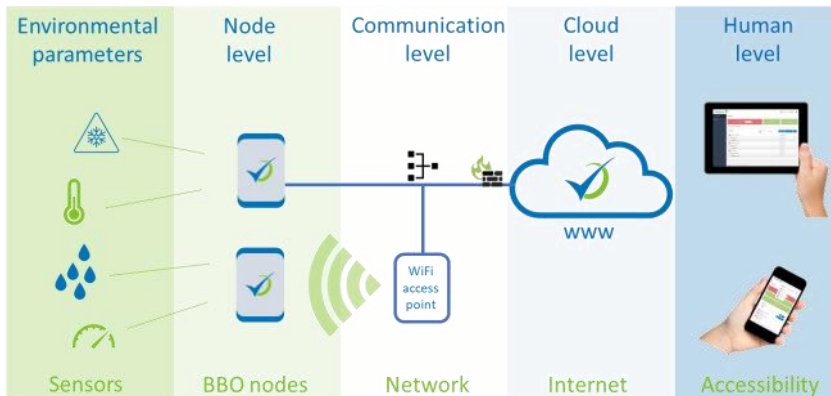 Environmental
parameters
Node
level
Communication
level
Cloud
level
Human
level
WiFi
access
point
www
Sensors
BBO nodes
Network
Internet
Accessibility